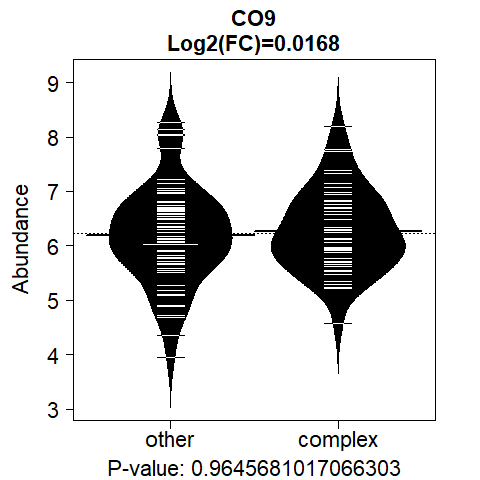 CO9
Log2(FC)=0.0168
Abundance
9
8
7
6
5
4
3
other complex
P-value: 0.9645681017066303